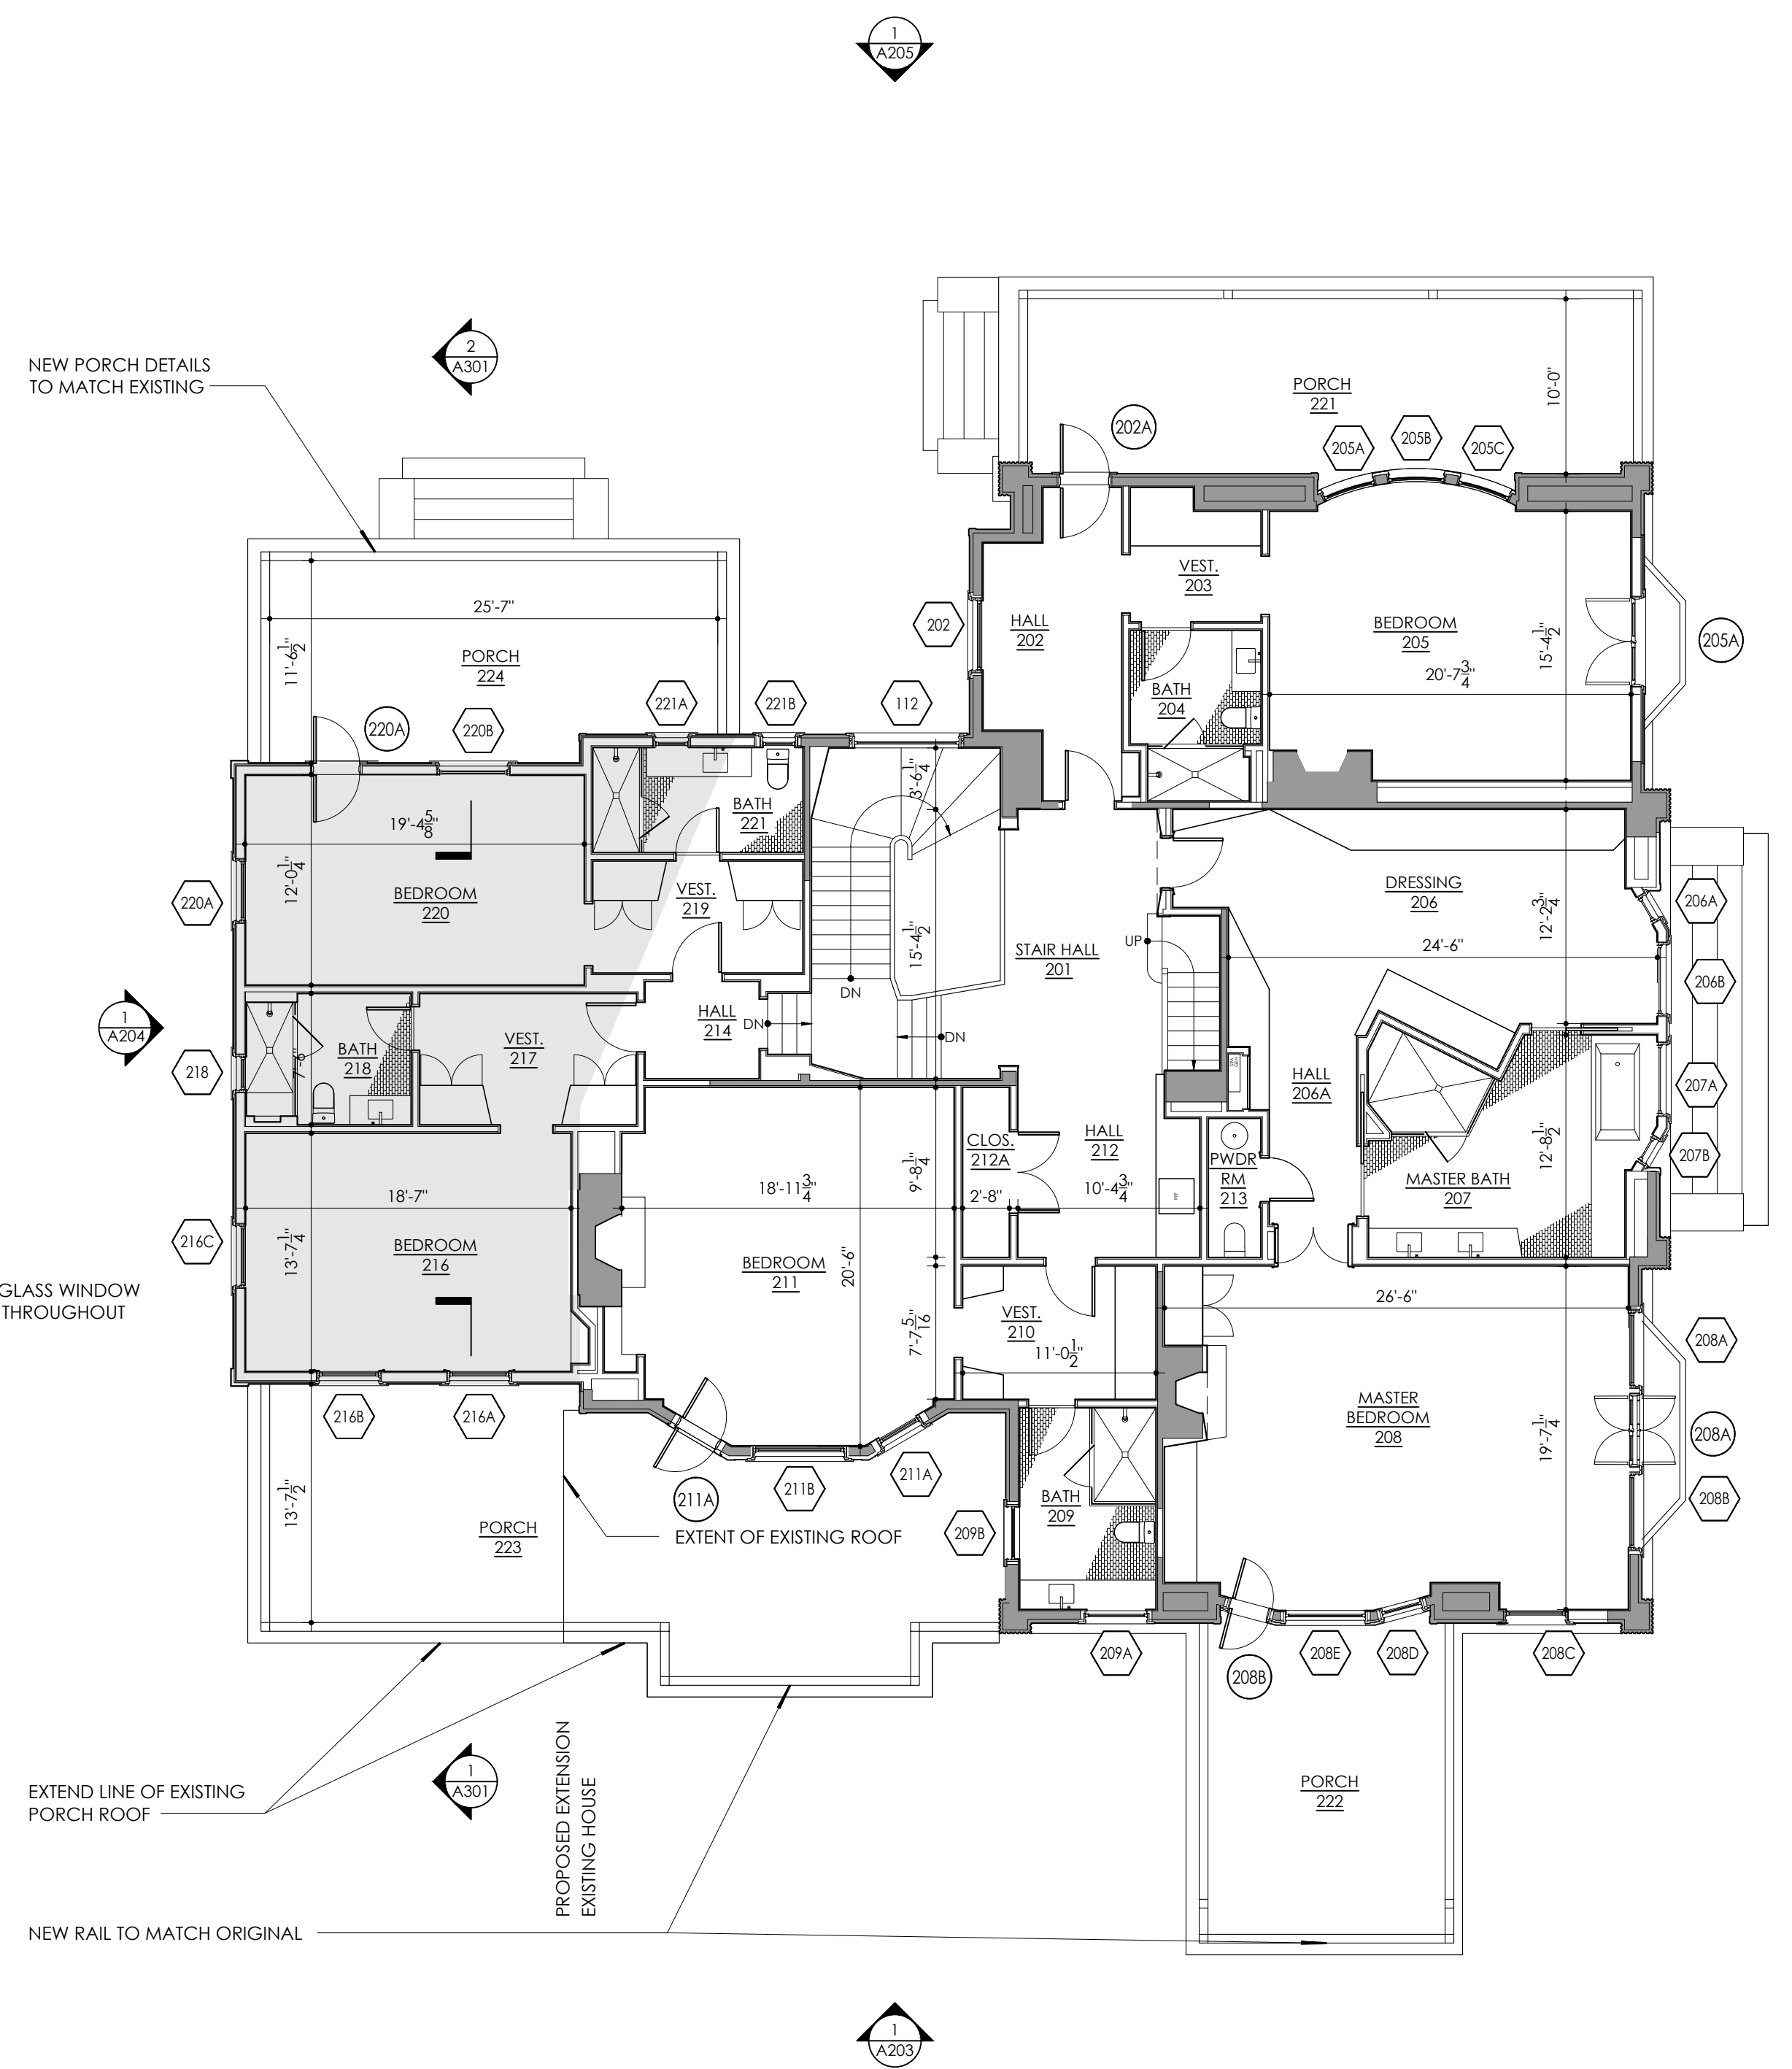 1
A205
NEW PORCH DETAILS
TO MATCH EXISTING
2
A301
PORCH
221
10'-0"
202A
205A
205B
205C
25'-7"
11'-6 1/2"
PORCH
224
202
HALL
202
VEST.
203
BEDROOM
205
15'-4 1/2"
20'-7 3/4"
205A
BATH
204
220A
220B
221A
221B
112
19'-4 5/8"
12'-0 1/4"
BEDROOM
220
220A
BATH
221
VEST.
219
3'-6 1/4"
15'-4 1/2"
DN
STAIR HALL
201
UP
DRESSING
206
12'-2 3/4"
24'-6"
206A
206B
1
A204
218
BATH
218
7'-9"
VEST.
217
HALL
214
DN
DN
HALL
206A
207A
207B
MASTER BATH
207
12'-8 1/2"
CLOS.
212A
2'-8"
HALL
212
10'-4 3/4"
REF
PWDR
RM
213
18'-7"
13'-7 1/4"
BEDROOM
216
216C
18'-11 3/4"
9'-8 1/4"
BEDROOM
211
20'-6"
7'-7 5/16"
GLASS WINDOW
THROUGHOUT
VEST.
210
11'-0 1/2"
26'-6"
MASTER
BEDROOM
208
19'-7 1/4"
208A
208A
208B
216B
216A
211A
211B
211A
13'-7 1/2"
PORCH
223
EXTENT OF EXISTING ROOF
209B
BATH
209
209A
208B
208E
208D
208C
EXTEND LINE OF EXISTING
PORCH ROOF
1
A301
PROPOSED EXTENSION
EXISTING HOUSE
PORCH
222
NEW RAIL TO MATCH ORIGINAL
1
A203